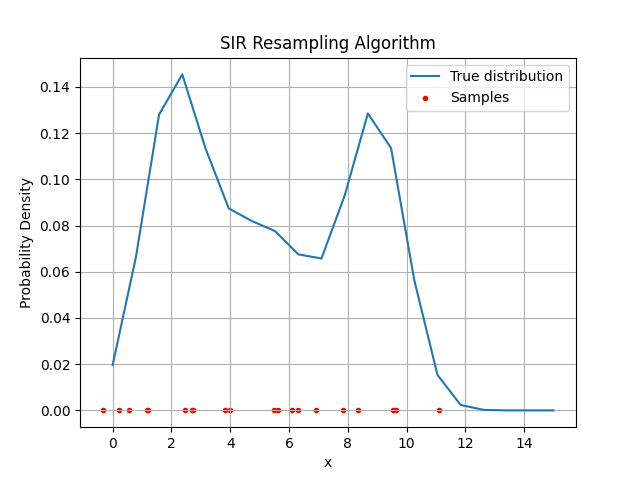 SIR Resampling Algorithm
True distribution
Samples
Probability Density
0.14
0.12
0.10
0.08
0.06
0.04
0.02
0.00
0 2 4 6 8 10 12 14
x